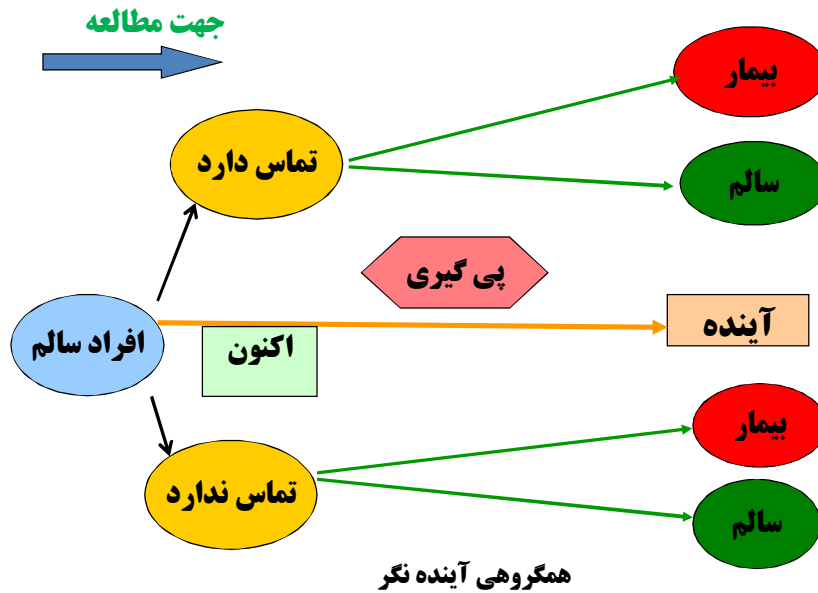 جهت مطالعه
بیمار
تماس دارد
سالم
پی گیری
آینده
افراد سالم
اکنون
بیمار
تماس ندارد
سالم
همگروهی آینده نگر